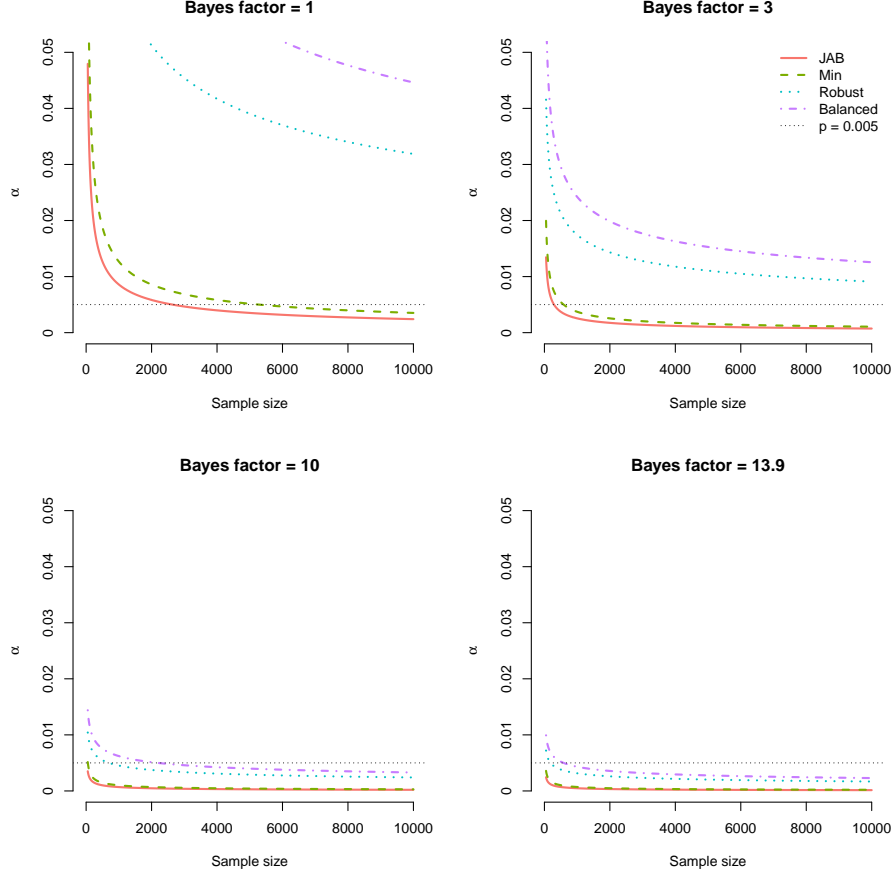 Bayes factor = 1
0.05
0.04
0.03
0.02
0.01
0
α
0
2000
4000
6000
8000
10000
Sample size
Bayes factor = 3
JAB
Min
Robust
Balanced
p = 0.005
0.05
0.04
0.03
0.02
0.01
0
α
0
2000
4000
6000
8000
10000
Sample size
Bayes factor = 10
0.05
0.04
0.03
0.02
0.01
0
α
0
2000
4000
6000
8000
10000
Sample size
Bayes factor = 13.9
0.05
0.04
0.03
0.02
0.01
0
α
0
2000
4000
6000
8000
10000
Sample size